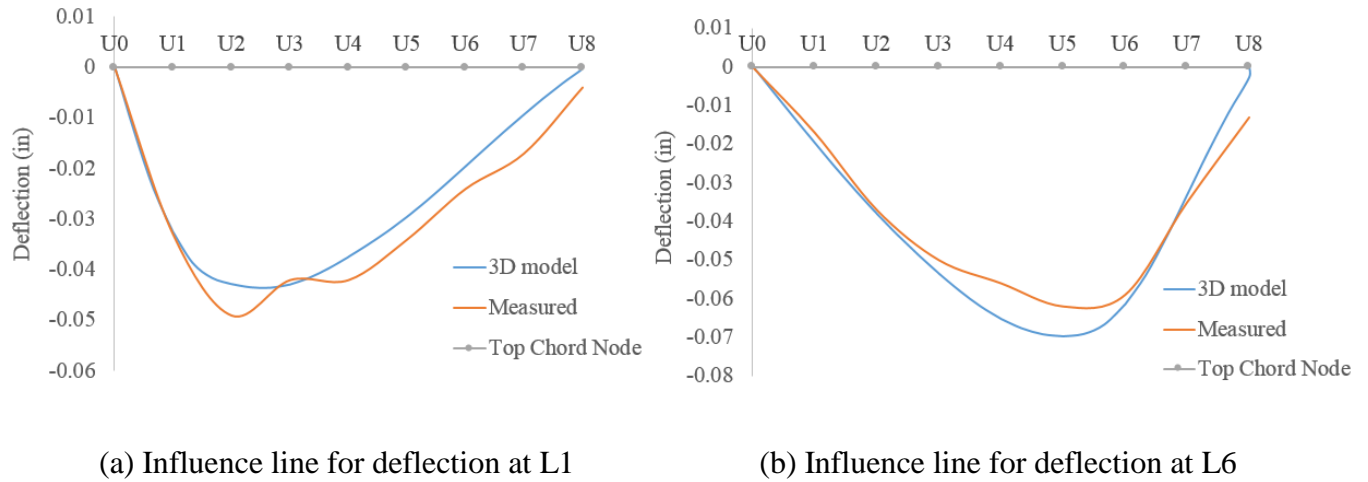 0.01
U0 U1 U2 U3 U4 U5 U6 U7 U8
0
-0.01
-0.02
-0.03
-0.04
-0.05
-0.06
Deflection (in)
3D model
Measured
Top Chord Node
(a) Influence line for deflection at L1
0.01
U0 U1 U2 U3 U4 U5 U6 U7 U8
0
-0.01
-0.02
-0.03
-0.04
-0.05
-0.06
-0.07
-0.08
Deflection (in)
3D model
Measured
Top Chord Node
(b) Influence line for deflection at L6